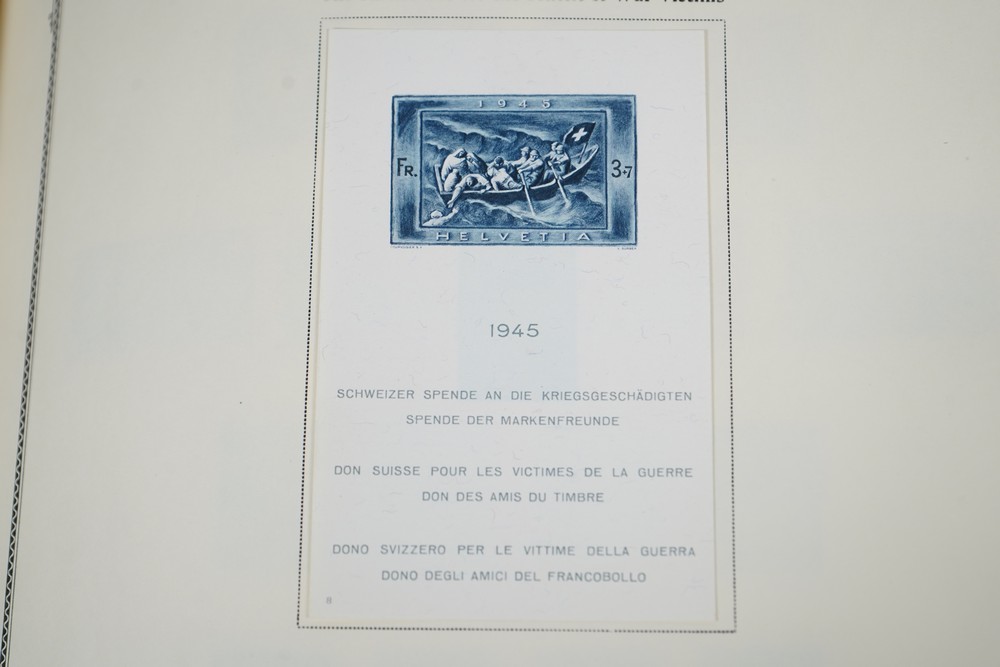 War Victims
1945
FR. 3+7
HELVETIA
1945
SCHWEIZER SPENDE AN DIE KRIEGSGESCHÄDIGTEN
SPENDE DER MARKENFREUNDE
DON SUISSE POUR LES VICTIMES DE LA GUERRE
DON DES AMIS DU TIMBRE
DONO SVIZZERO PER LE VITTIME DELLA GUERRA
DONO DEGLI AMICI DEL FRANCOBOLLO